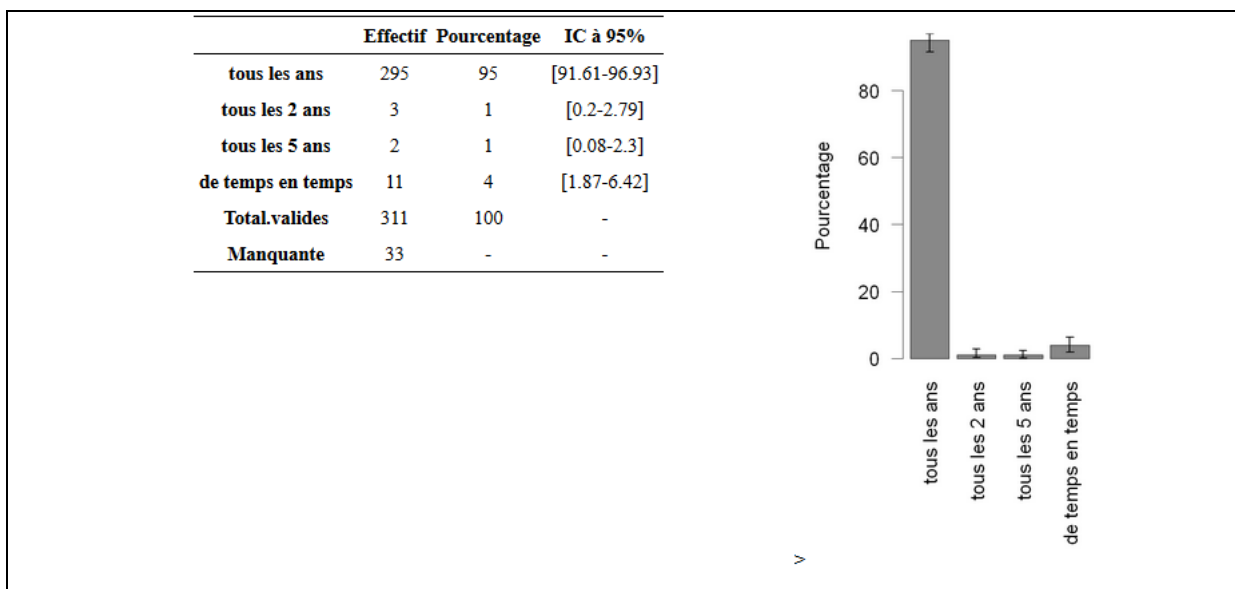 Effectif Pourcentage IC à 95%
tous les ans 295 95 [91.61-96.93]
tous les 2 ans 3 1 [0.2-2.79]
tous les 5 ans 2 1 [0.08-2.3]
de temps en temps 11 4 [1.87-6.42]
Total.valides 311 100 -
Manquante 33 - -
Pourcentage
80
60
40
20
0
tous les ans
tous les 2 ans
tous les 5 ans
de temps en temps
>